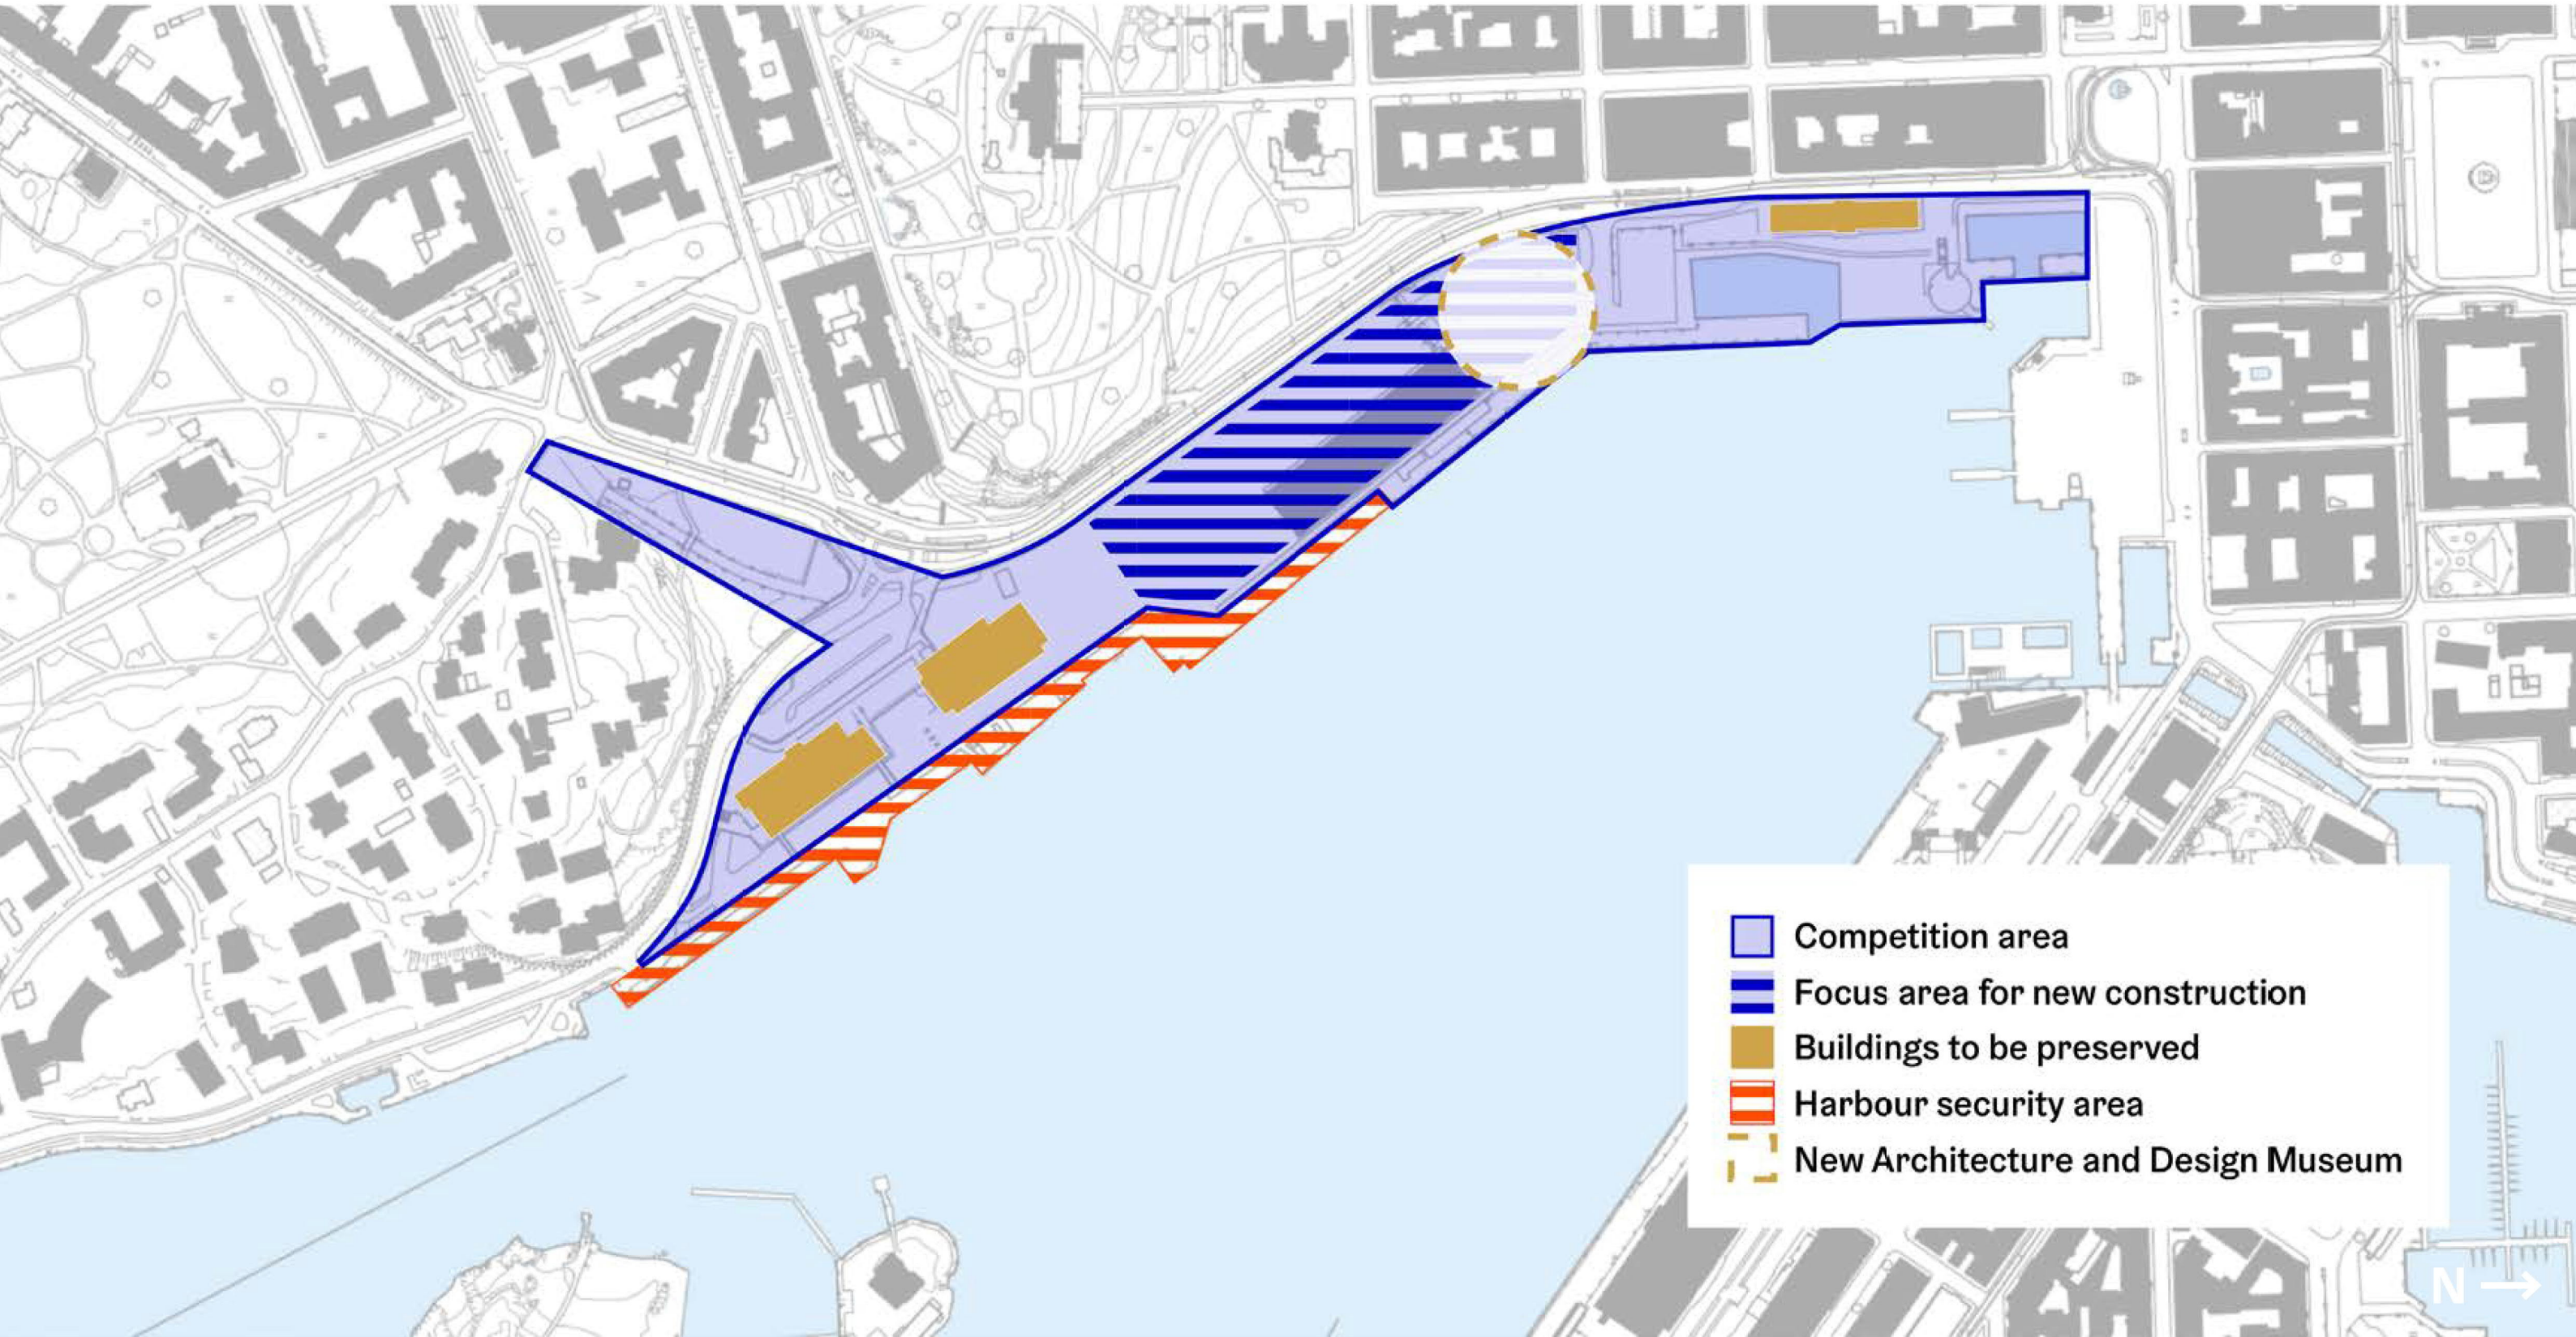 Competition area
Focus area for new construction
Buildings to be preserved
Harbour security area
New Architecture and Design Museum
N